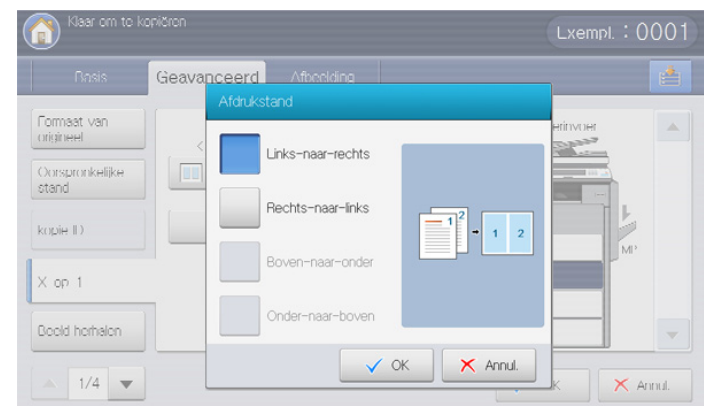 Klaar om te kopiëren
Exempl. : 0001
Basis
Geavanceerd
Afbeelding
Afdrukstand
Formaat van
origineel
Oorspronkelijke
stand
kopie ID
X op 1
Beeld herhalen
1/4
Links-naar-rechts
Rechts-naar-links
Boven-naar-onder
Onder-naar-boven
1 2
1 2
OK
Annul.
MP
Annul.